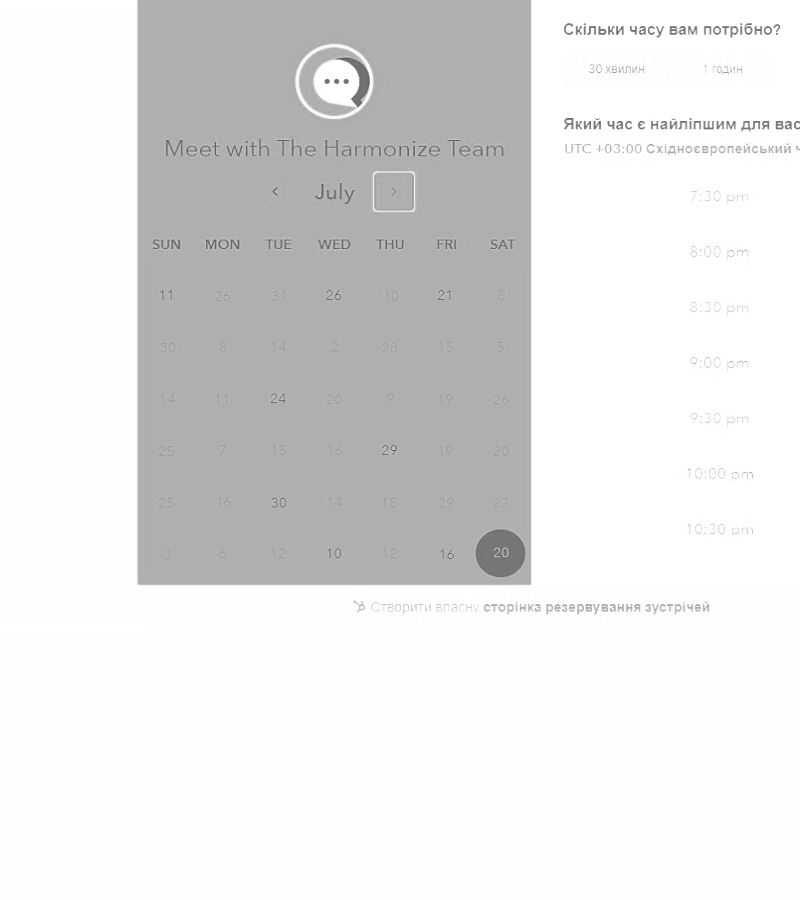 Meet with The Harmonize Team
July
SUN MON TUE WED THU FRI SAT
11 26 31 26 10 21 8
30 8 14 2 28 15 5
14 11 24 20 9 19 26
25 7 15 16 29 19 20
25 16 30 14 18 29 27
3 6 12 10 12 16 20
Скільки часу вам потрібно?
30 хвилин 1 годин
Який час є найліпшим для вас
UTC +03:00 Східноєвропейський ч
7:30 pm
8:00 pm
8:30 pm
9:00 pm
9:30 pm
10:00 pm
10:30 pm
Створити власну сторінка резервування зустрічей